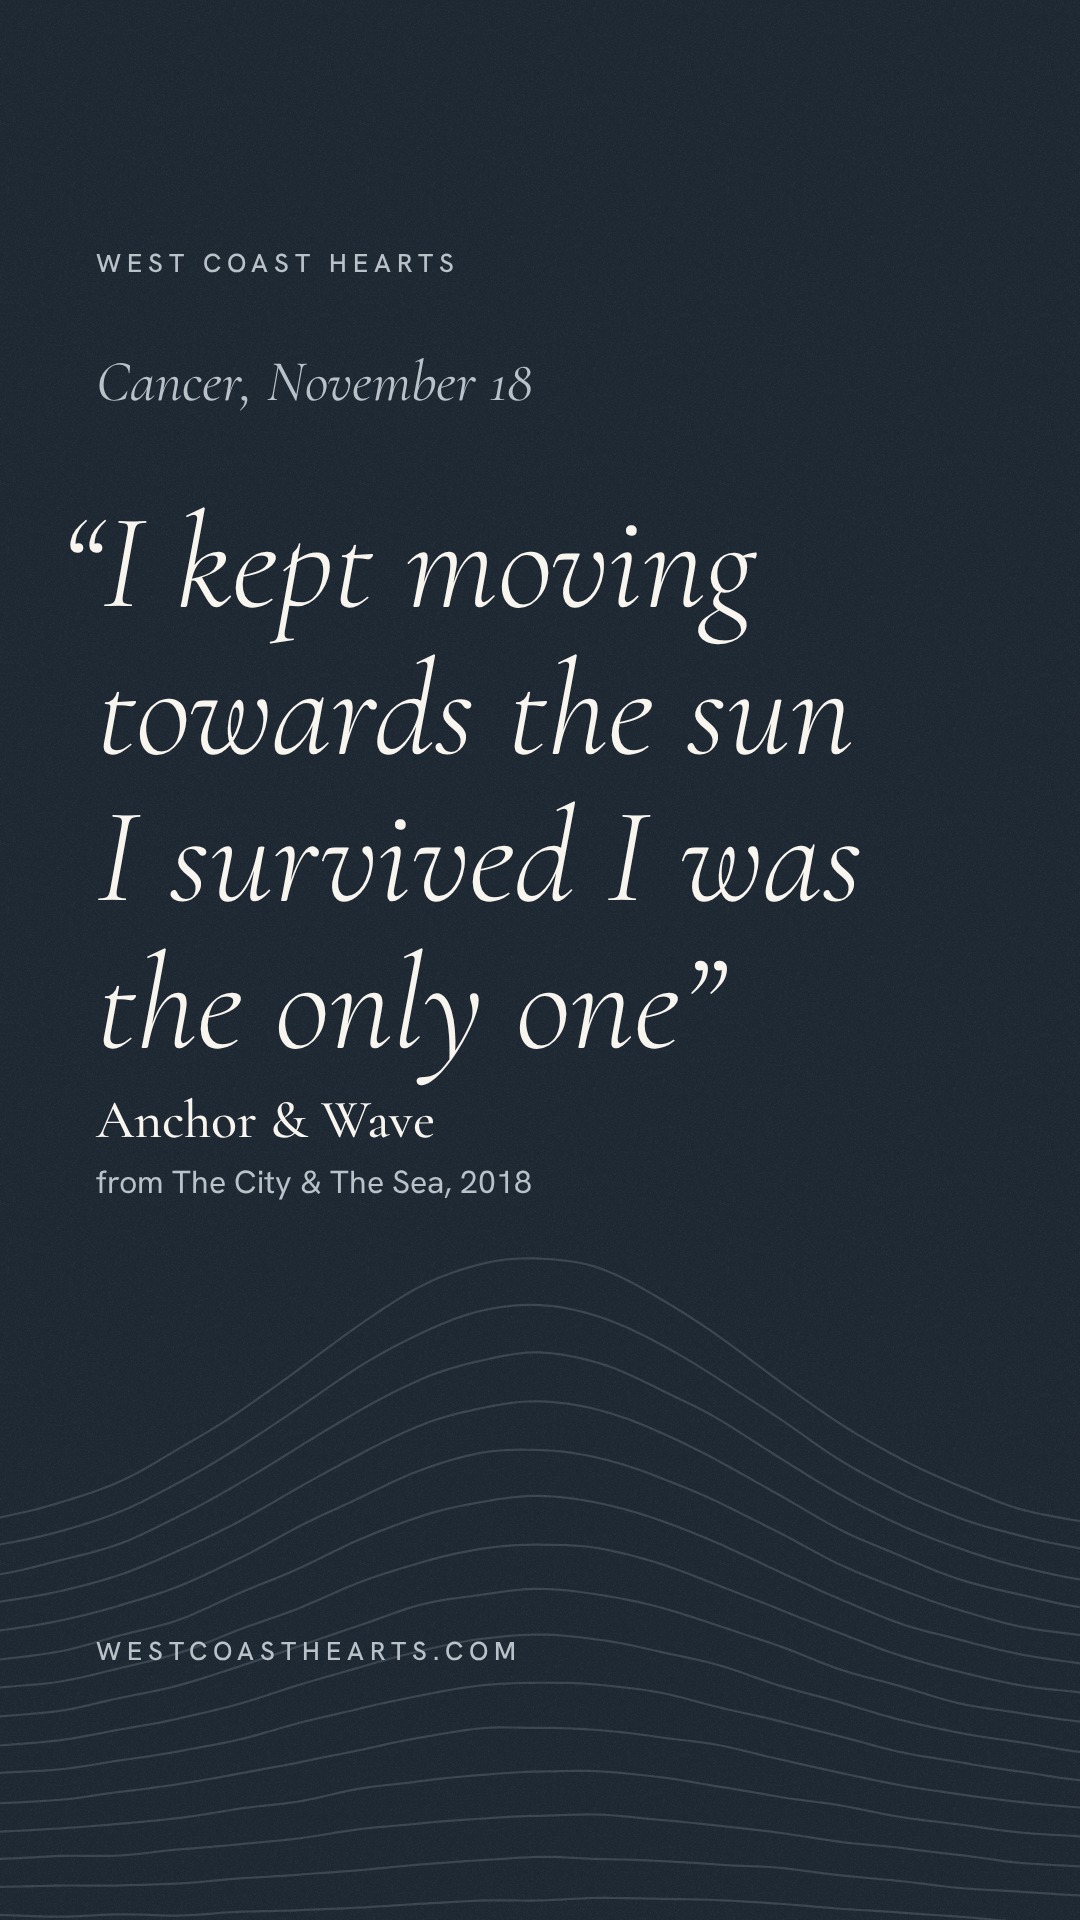 WEST COAST HEARTS
Cancer, November 18
“I kept moving
towards the sun
I survived I was
the only one”
Anchor & Wave
from The City & The Sea, 2018
WESTCOASTHEARTS.COM